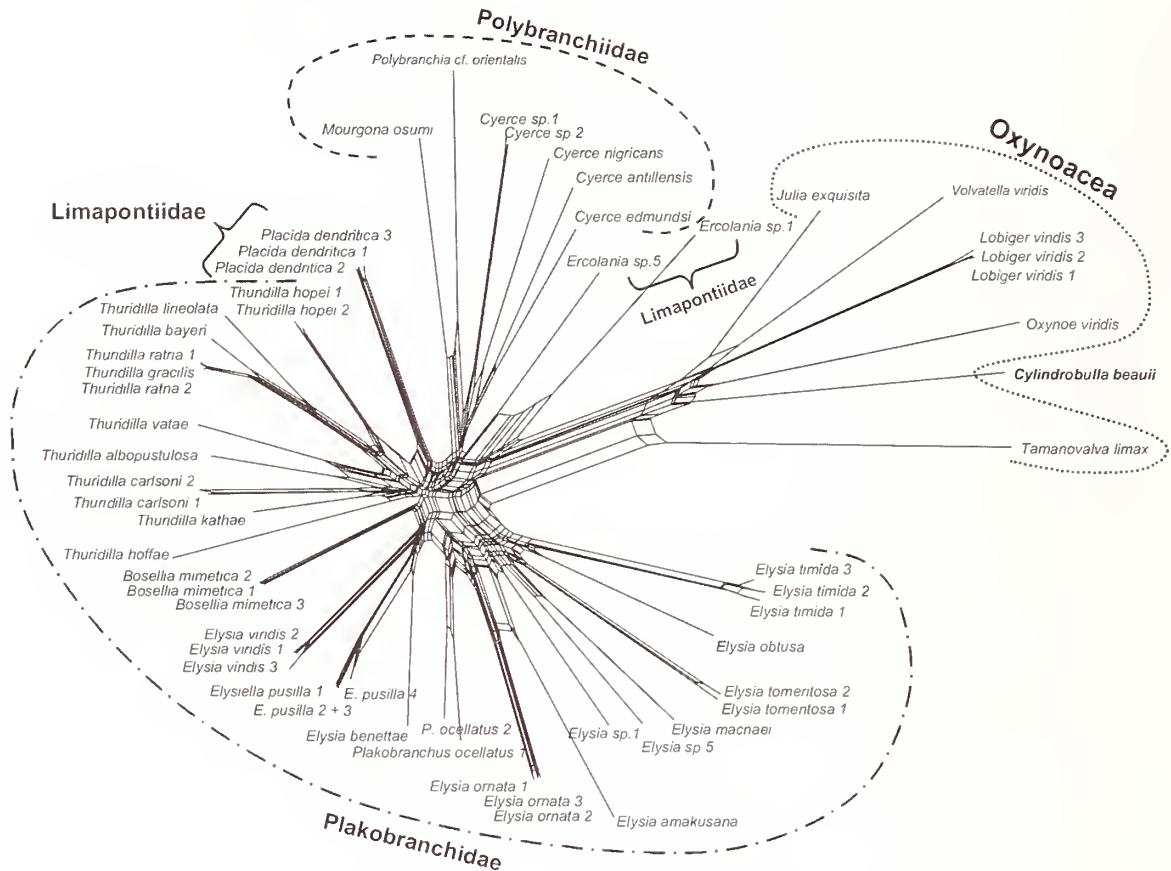 Polybranchiidae
Polybranchia cf. orientalis
Mourgona osumi
Cyerce sp.1
Cyerce sp 2
Cyerce nigricans
Cyerce antillensis
Cyerce edmundsi
Ercolania sp.1
Ercolania sp.5
Limapontiidae
Oxynoacea
Julia exquisita
Volvatella viridis
Lobiger viridis 3
Lobiger viridis 2
Lobiger viridis 1
Oxynoe viridis
Cylindrobulla beauii
Tamanovalva limax
Limapontiidae
Placida dendritica 3
Placida dendritica 1
Placida dendritica 2
Thuridilla hopei 1
Thuridilla hopei 2
Thuridilla lineolata
Thuridilla bayeri
Thuridilla ratna 1
Thuridilla gracilis
Thuridilla ratna 2
Thuridilla vatae
Thuridilla albopustulosa
Thuridilla carlsoni 2
Thuridilla carlsoni 1
Thuridilla kathae
Thuridilla hoffae
Bosellia mimetica 2
Bosellia mimetica 1
Bosellia mimetica 3
Elysia viridis 2
Elysia viridis 1
Elysia viridis 3
Elysiella pusilla 1
E. pusilla 4
E. pusilla 2 + 3
Elysia benettae
P. ocellatus 2
Plakobranchus ocellatus 1
Elysia ornata 1
Elysia ornata 3
Elysia ornata 2
Elysia amakusana
Elysia sp.1
Elysia sp 5
Elysia macnaei
Elysia tomentosa 2
Elysia tomentosa 1
Elysia obtusa
Elysia timida 3
Elysia timida 2
Elysia timida 1
Plakobranchidae